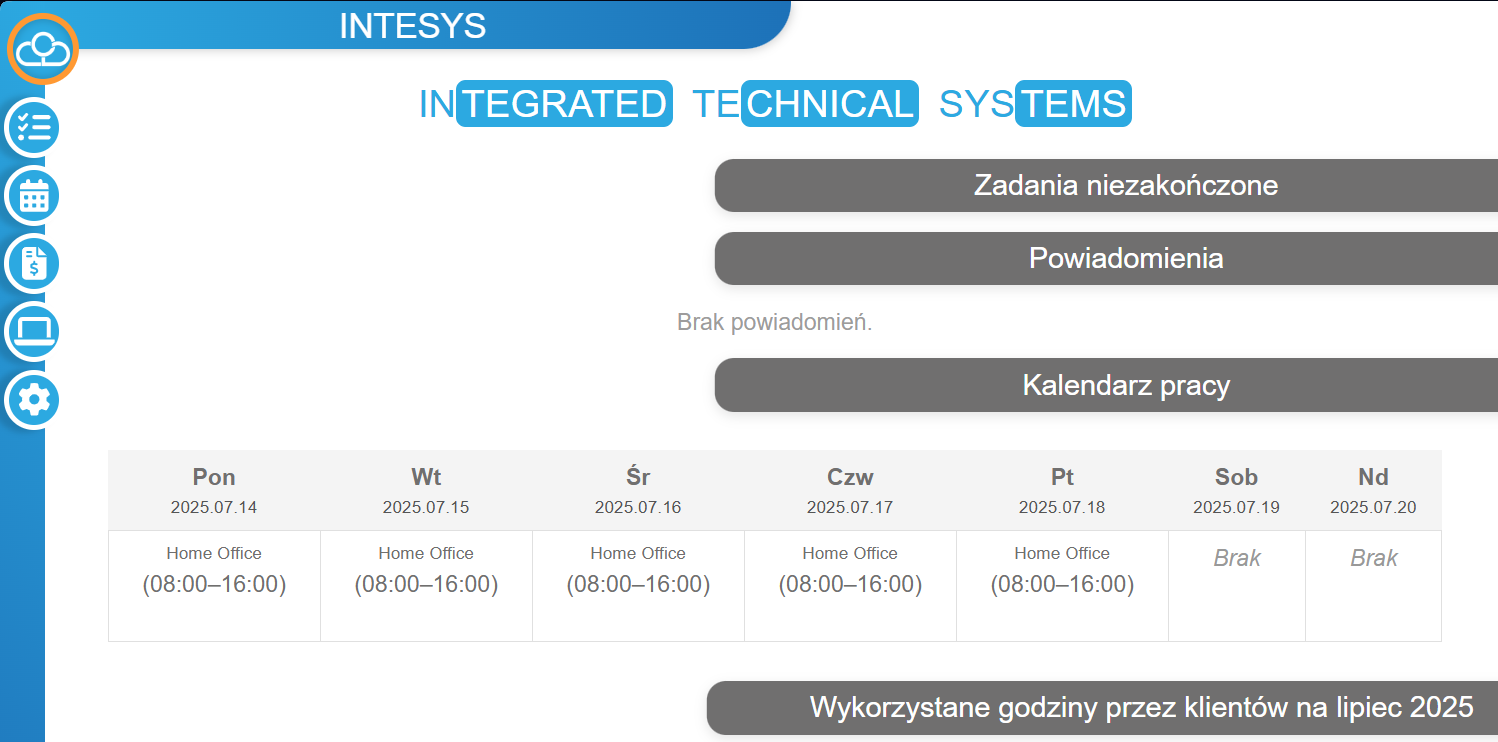 INTESYS
INTEGRATED TECHNICAL SYSTEMS
Zadania niezakończone
Powiadomienia
Brak powiadomień.
Kalendarz pracy
Pon Wt Śr Czw Pt Sob Nd
2025.07.14 2025.07.15 2025.07.16 2025.07.17 2025.07.18 2025.07.19 2025.07.20
Home Office Home Office Home Office Home Office Home Office Brak Brak
(08:00–16:00) (08:00–16:00) (08:00–16:00) (08:00–16:00) (08:00–16:00)
Wykorzystane godziny przez klientów na lipiec 2025